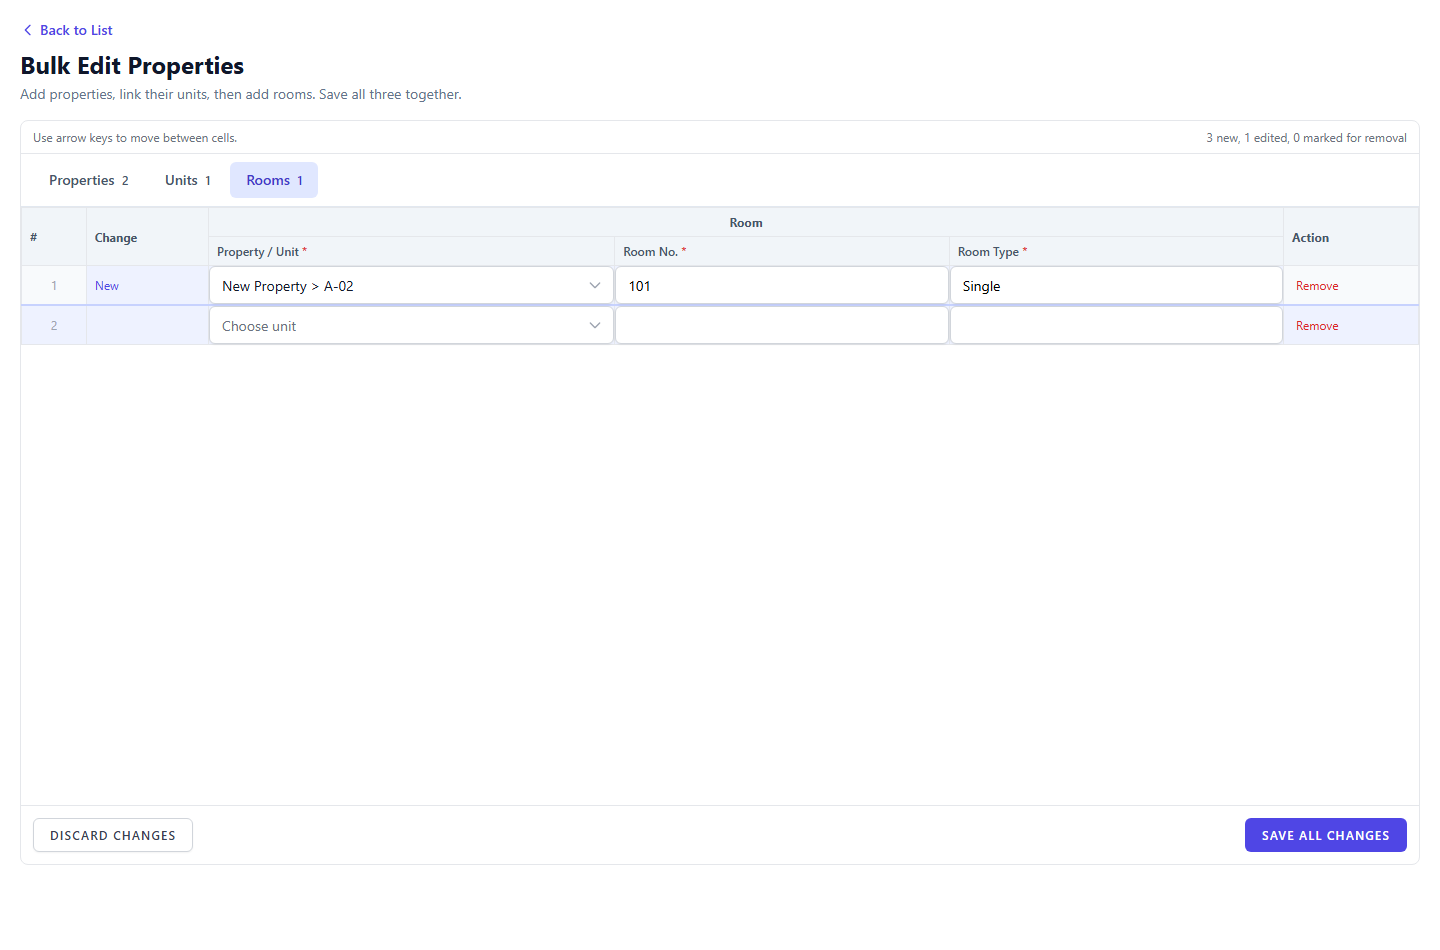 Back to List
Bulk Edit Properties
Add properties, link their units, then add rooms. Save all three together.
Use arrow keys to move between cells.
3 new, 1 edited, 0 marked for removal
Properties 2
Units 1
Rooms 1
# Change Room Action
Property / Unit * Room No. * Room Type *
1 New New Property > A-02 101 Single Remove
2 Choose unit Remove
DISCARD CHANGES
SAVE ALL CHANGES